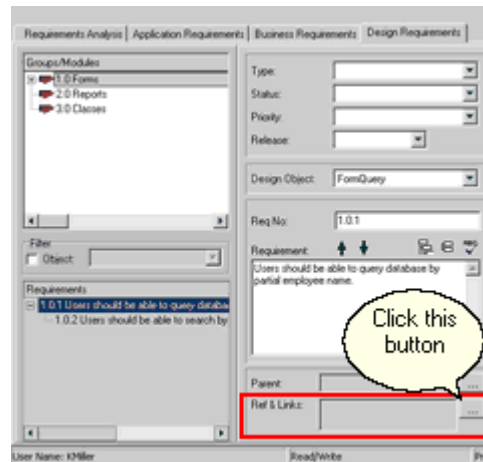 Requirements Analysis
Application Requirements
Business Requirements
Design Requirements
Groups/Modules
1.0 Forms
2.0 Reports
3.0 Classes
Filter
Object:
Requirements
1.0.1 Users should be able to query databa
1.0.2 Users should be able to search by
Type:
Status:
Priority:
Release:
Design Object: FormQuery
Req No: 1.0.1
Requirement:
Users should be able to query database by
partial employee name.
Click this
button
Parent: ...
Ref & Links: ...
User Name: KMiller
Read/Write